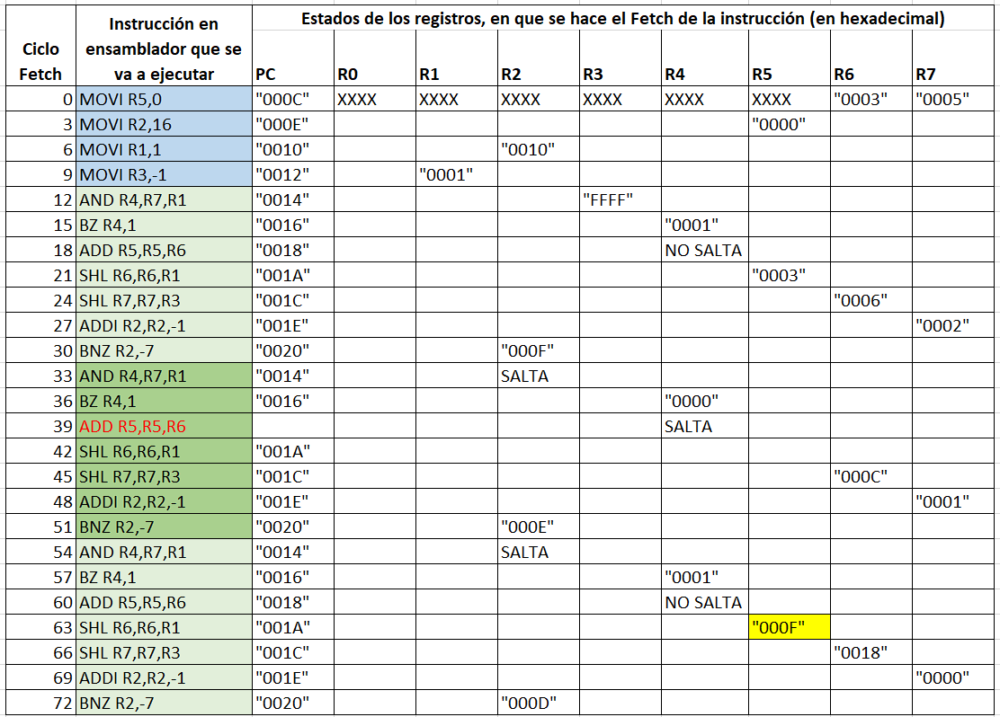 Estados de los registros, en que se hace el Fetch de la instrucción (en hexadecimal)
Ciclo Fetch Instrucción en ensamblador que se va a ejecutar PC R0 R1 R2 R3 R4 R5 R6 R7
0 MOVI R5,0 "000C" XXXX XXXX XXXX XXXX XXXX XXXX "0003" "0005"
3 MOVI R2,16 "000E" "0000"
6 MOVI R1,1 "0010" "0010"
9 MOVI R3,-1 "0012" "0001"
12 AND R4,R7,R1 "0014" "FFFF"
15 BZ R4,1 "0016" "0001"
18 ADD R5,R5,R6 "0018" NO SALTA
21 SHL R6,R6,R1 "001A" "0003"
24 SHL R7,R7,R3 "001C" "0006"
27 ADDI R2,R2,-1 "001E" "0002"
30 BNZ R2,-7 "0020" "000F"
33 AND R4,R7,R1 "0014" SALTA
36 BZ R4,1 "0016" "0000"
39 ADD R5,R5,R6 SALTA
42 SHL R6,R6,R1 "001A"
45 SHL R7,R7,R3 "001C" "000C"
48 ADDI R2,R2,-1 "001E" "0001"
51 BNZ R2,-7 "0020" "000E"
54 AND R4,R7,R1 "0014" SALTA
57 BZ R4,1 "0016" "0001"
60 ADD R5,R5,R6 "0018" NO SALTA
63 SHL R6,R6,R1 "001A" "000F"
66 SHL R7,R7,R3 "001C" "0018"
69 ADDI R2,R2,-1 "001E" "0000"
72 BNZ R2,-7 "0020" "000D"